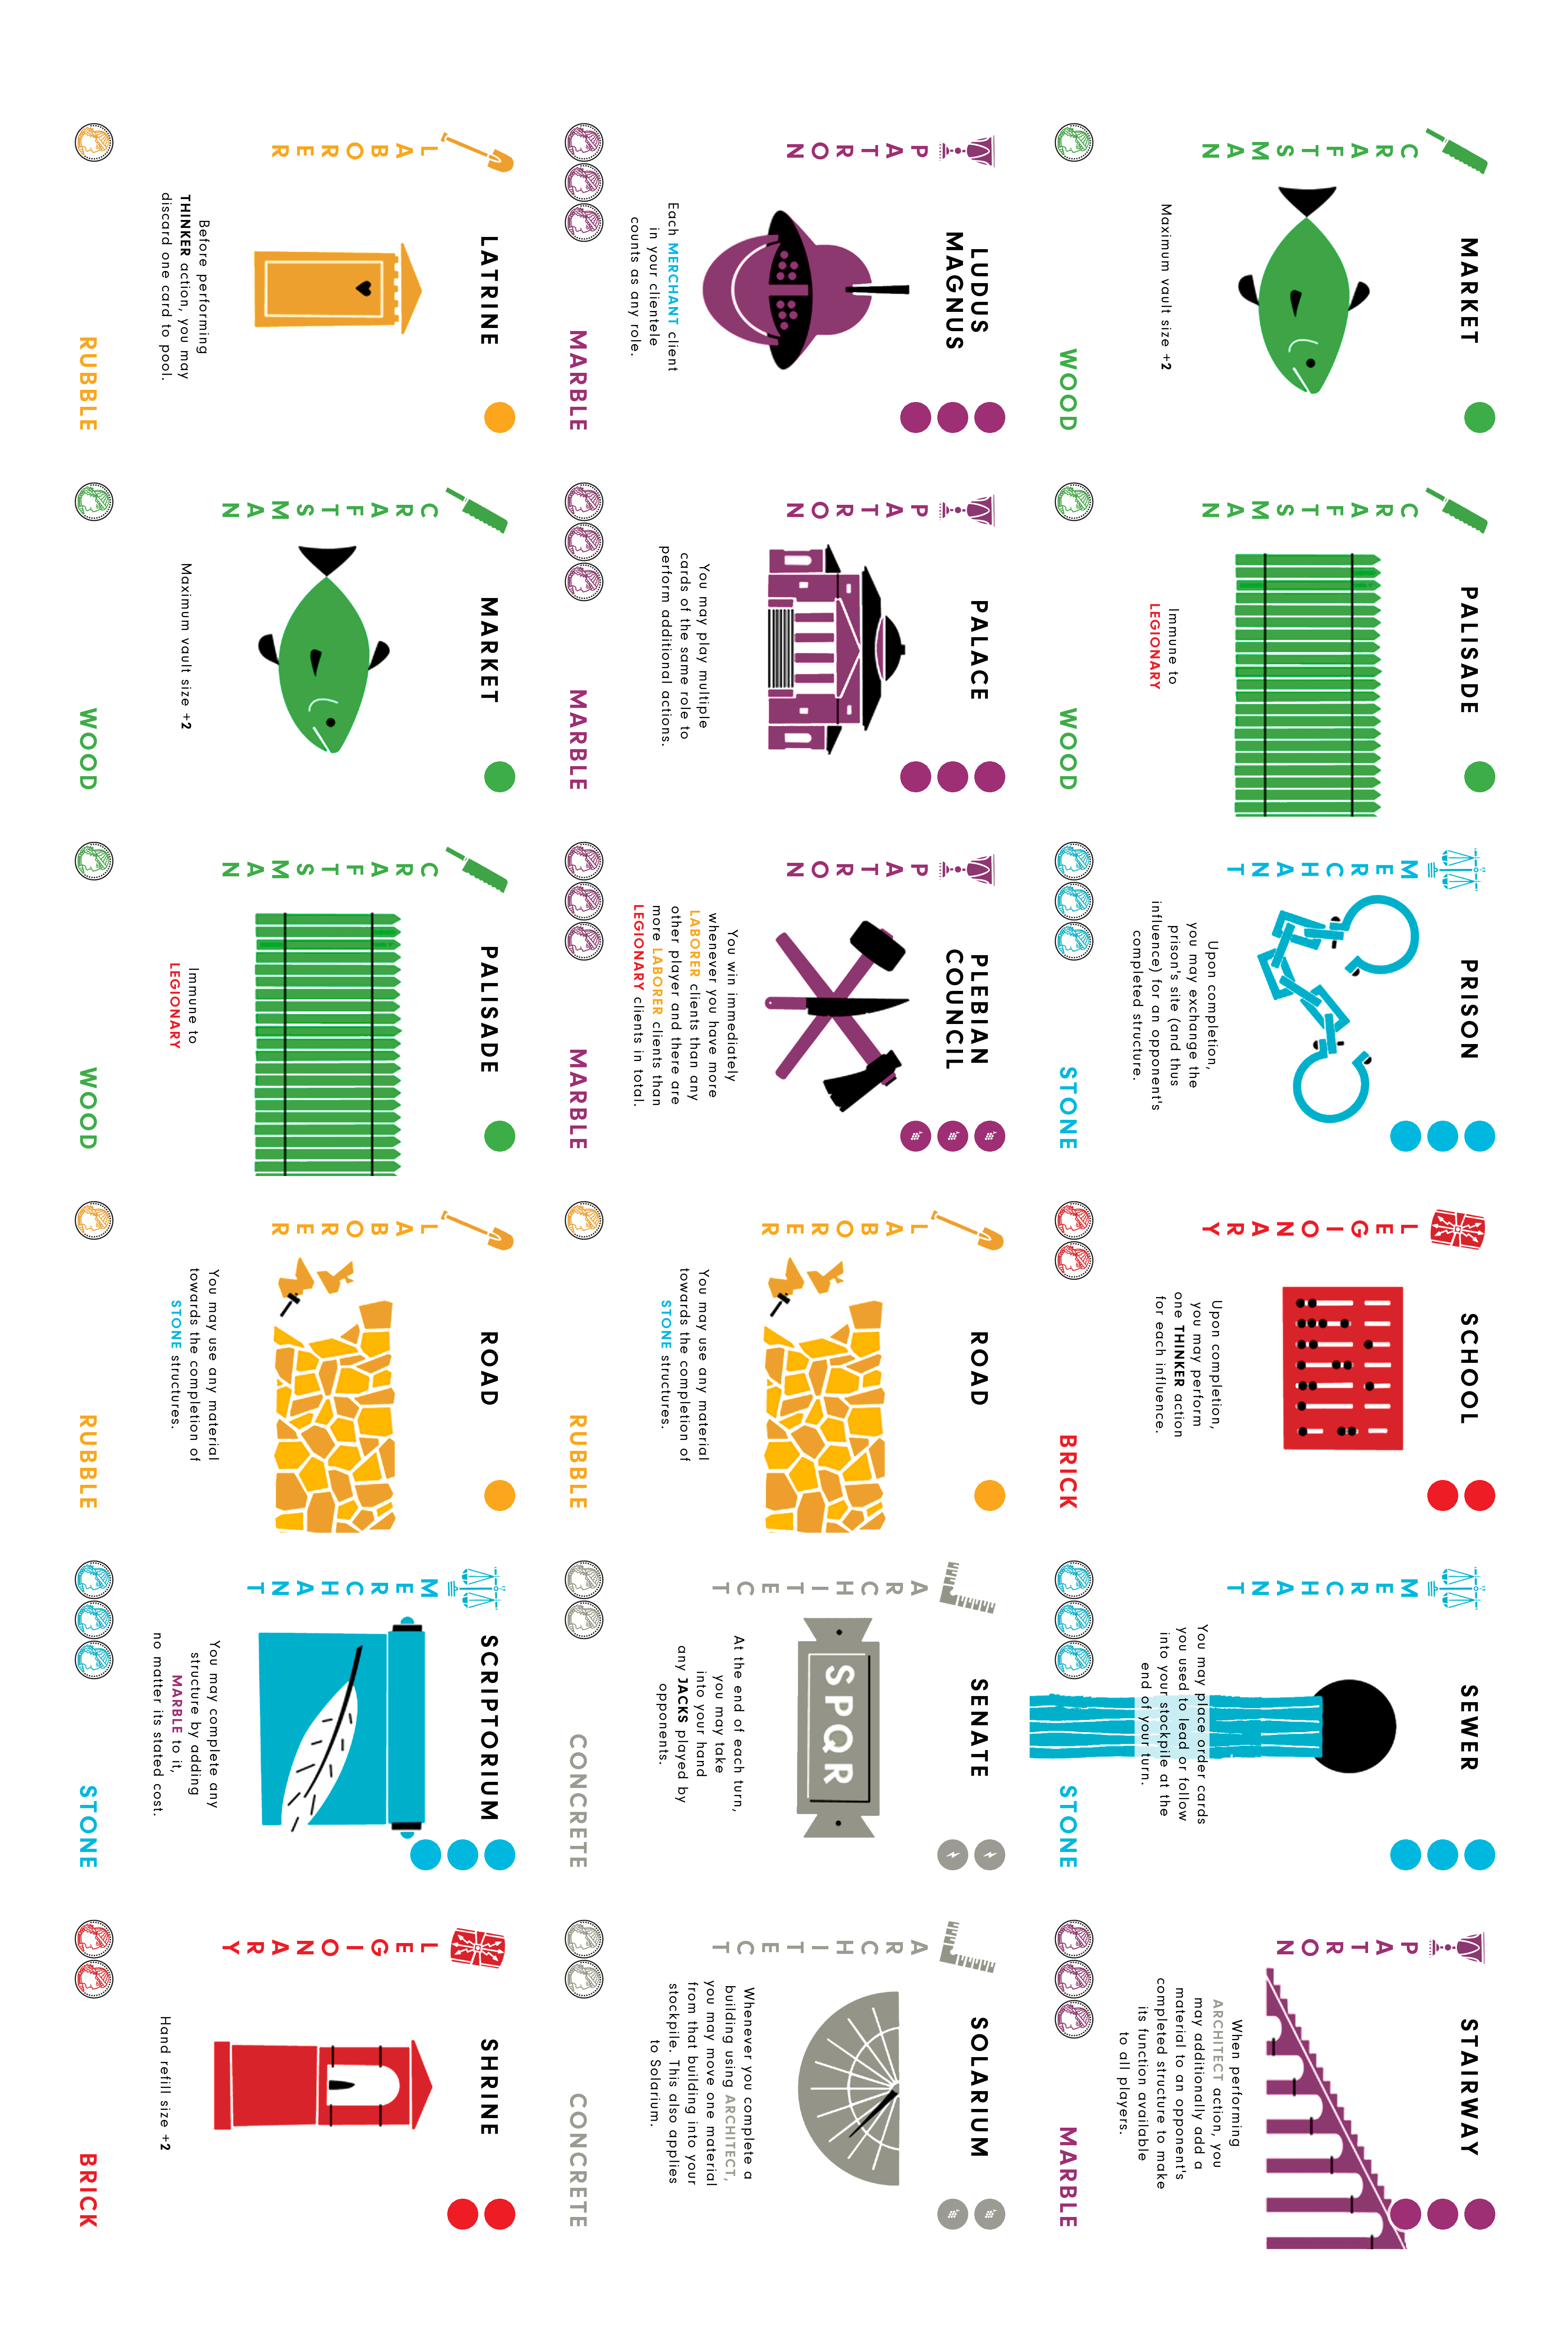 CRAFTSMAN
MARKET
Maximum vault size +2
WOOD
CRAFTSMAN
PALISADE
Immune to
LEGIONARY
WOOD
MERCHANT
PRISON
Upon completion,
you may exchange the
prison's site (and thus
influence) for an opponent's
completed structure.
STONE
LEGIONARY
SCHOOL
Upon completion,
you may perform
one THINKER action
for each influence.
BRICK
MERCHANT
SEWER
You may place order cards
you used to lead or follow
into your stockpile at the
end of your turn.
STONE
PATRON
STAIRWAY
When performing
ARCHITECT action, you
may additionally add a
material to an opponent's
completed structure to make
its function available
to all players.
MARBLE
PATRON
LUDUS
MAGNUS
Each MERCHANT client
in your clientele
counts as any role.
MARBLE
PATRON
PALACE
You may play multiple
cards of the same role to
perform additional actions.
MARBLE
PATRON
PLEBIAN
COUNCIL
You win immediately
whenever you have more
LABORER clients than any
other player and there are
more LABORER clients than
LEGIONARY clients in total.
MARBLE
LABORER
ROAD
You may use any material
towards the completion of
STONE structures.
RUBBLE
ARCHITECT
SENATE
SPQR
At the end of each turn,
you may take
into your hand
any JACKS played by
opponents.
CONCRETE
ARCHITECT
SOLARIUM
Whenever you complete a
building using ARCHITECT,
you may move one material
from that building into your
stockpile. This also applies
to Solarium.
CONCRETE
LABORER
LATRINE
Before performing
THINKER action, you may
discard one card to pool.
RUBBLE
CRAFTSMAN
MARKET
Maximum vault size +2
WOOD
CRAFTSMAN
PALISADE
Immune to
LEGIONARY
WOOD
LABORER
ROAD
You may use any material
towards the completion of
STONE structures.
RUBBLE
MERCHANT
SCRIPTORIUM
You may complete any
structure by adding
MARBLE to it,
no matter its stated cost.
STONE
LEGIONARY
SHRINE
Hand refill size +2
BRICK